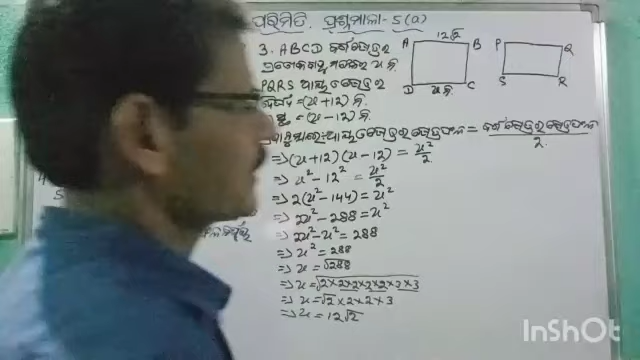 ପରିମିତି ପ୍ରଶ୍ନମାଳା-5(a)
12√2
A B
P Q
3. ABCD ବର୍ଗକ୍ଷେତ୍ରର
ପ୍ରତ୍ୟେକ ବାହୁ
PQRS ଆୟତକ୍ଷେତ୍ରର
S R
D x ମି. C
= (x+12) ମି.
= (x-12) ମି.
ଆୟତକ୍ଷେତ୍ରର କ୍ଷେତ୍ରଫଳ = ବର୍ଗକ୍ଷେତ୍ରର କ୍ଷେତ୍ରଫଳ / 2
⇒ (x+12) (x-12) = x²/2
⇒ x² - 12² = x²/2
⇒ 2(x² - 144) = x²
⇒ 2x² - 288 = x²
⇒ 2x² - x² = 288
⇒ x² = 288
⇒ x = √288
⇒ x = √2×2×2×2×2×3×3
⇒ x = √2 × 2 × 2 × 3
⇒ x = 12√2
InShOt